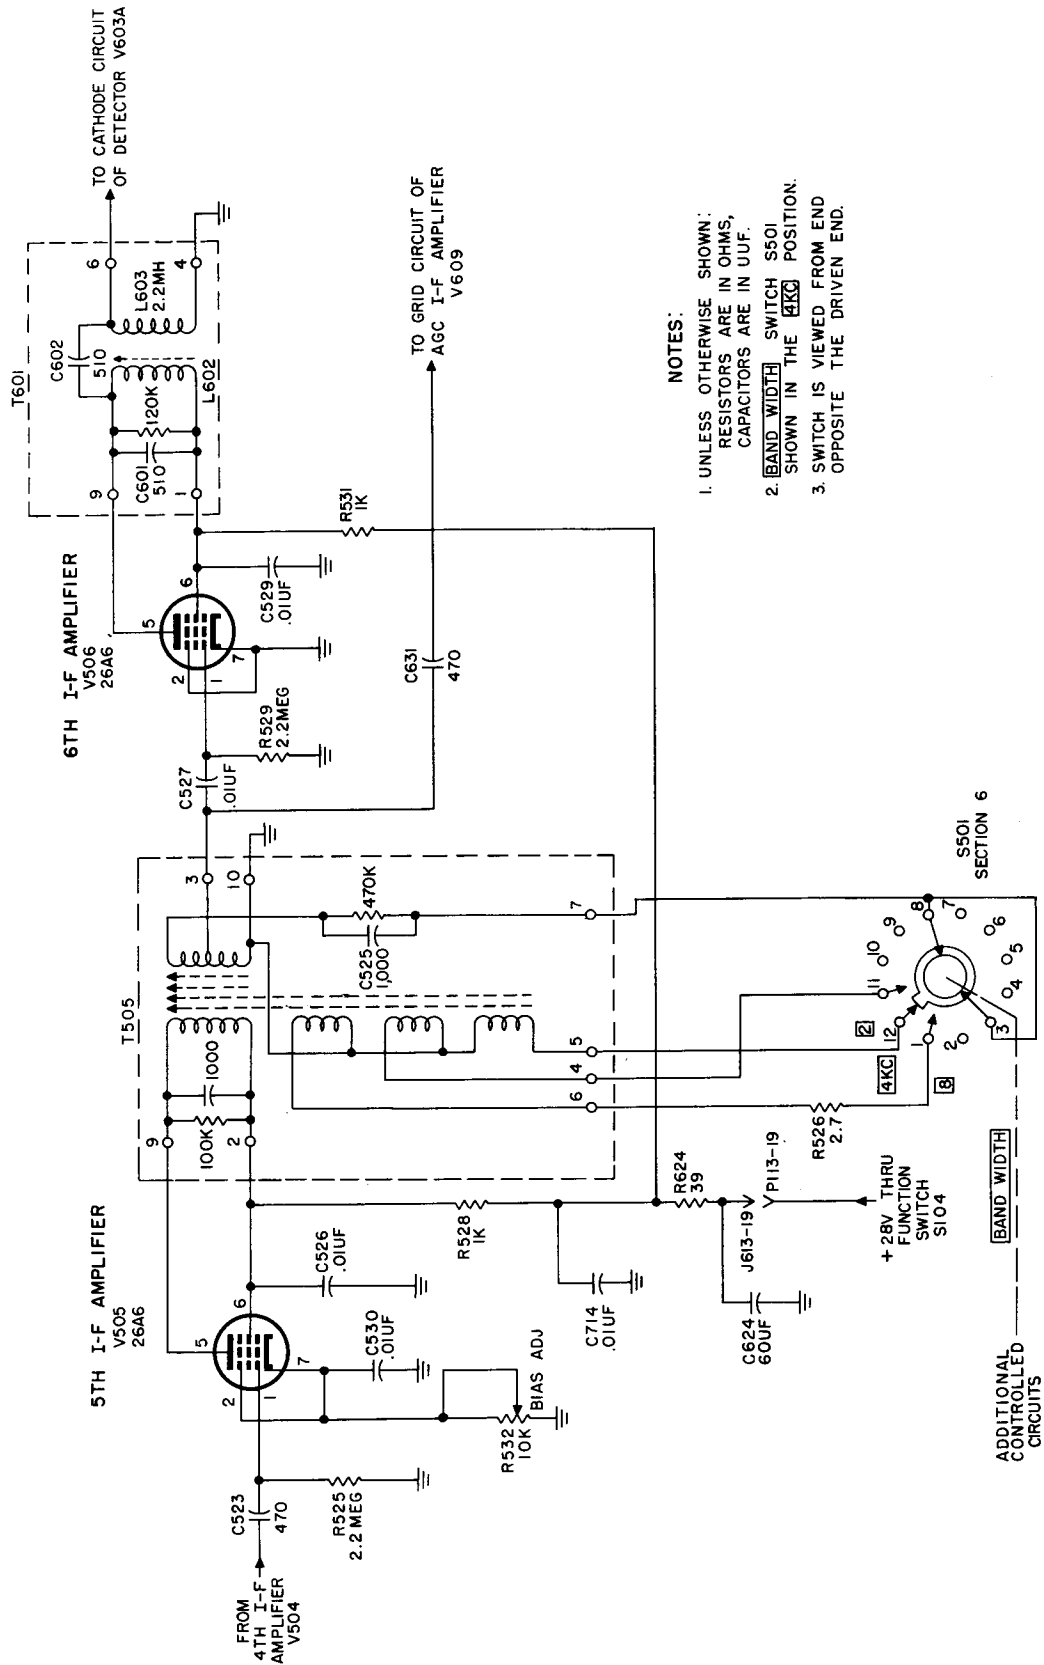 5TH I-F AMPLIFIER
V505
26A6
FROM
4TH I-F
AMPLIFIER
V504
C523
470
R525
2.2 MEG
1
2
5
6
7
C530
.01UF
C526
.01UF
R532
10K
BIAS ADJ
R528
1K
C714
.01UF
R624
39
C624
60UF
J613-19
P113-19
+28V THRU
FUNCTION
SWITCH
S104
T505
9
2
100K
1000
3
10
C525
1,000
470K
6
4
5
7
R526
2.7
S501
SECTION 6
1
2
3
4
5
6
7
8
9
10
11
12
2
4KC
8
BAND WIDTH
ADDITIONAL
CONTROLLED
CIRCUITS
6TH I-F AMPLIFIER
V506
26A6
C527
.01UF
R529
2.2MEG
1
2
5
6
7
C529
.01UF
R531
1K
C631
470
TO GRID CIRCUIT OF
AGC I-F AMPLIFIER
V609
T601
9
1
C601
510
120K
C602
510
L602
L603
2.2MH
6
4
TO CATHODE CIRCUIT
OF DETECTOR V603A
NOTES:
1. UNLESS OTHERWISE SHOWN:
RESISTORS ARE IN OHMS,
CAPACITORS ARE IN UUF.
2. BAND WIDTH SWITCH S501
SHOWN IN THE 4KC POSITION.
3. SWITCH IS VIEWED FROM END
OPPOSITE THE DRIVEN END.